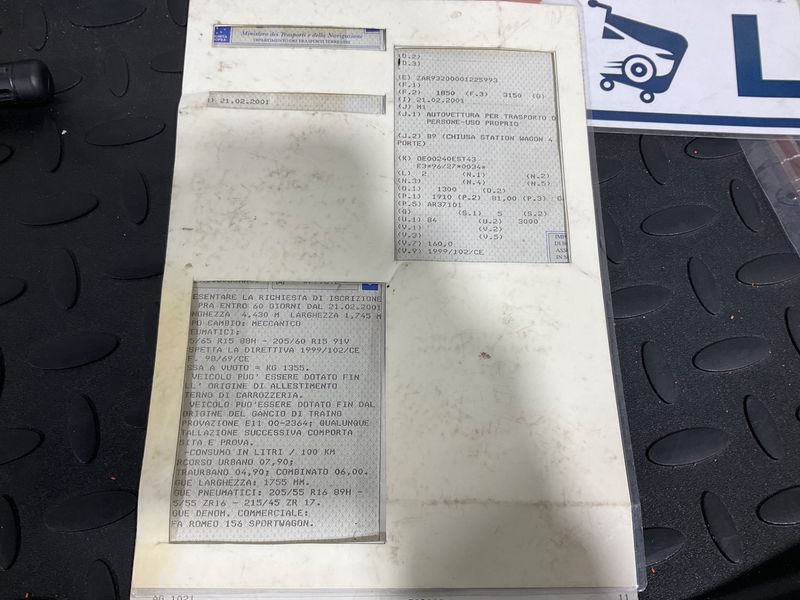 Ministero dei Trasporti e della Navigazione
DIPARTIMENTO DEI TRASPORTI TERRESTRI
I) 21.02.2001
(D.2)
(D.3)
(E) ZAR93200001225993
(F.1)
(F.2) 1850 (F.3) 3150 (G)
(I) 21.02.2001
(J) M1
(J.1) AUTOVETTURA PER TRASPORTO D
PERSONE-USO PROPRIO
(J.2) B9 (CHIUSA STATION WAGON 4
PORTE)
(K) OE00240EST43
E3*96/27*0034*
(L) 2 (N.1) (N.2)
(N.3) (N.4) (N.5)
(O.1) 1300 (O.2)
(P.1) 1910 (P.2) 81,00 (P.3) G
(P.5) AR37101
(Q) (S.1) 5 (S.2)
(U.1) 84 (U.2) 3000
(V.1) (V.2)
(V.3) (V.5)
(V.7) 160,0
(V.9) 1999/102/CE
ESENTARE LA RICHIESTA DI ISCRIZIONE
PRA ENTRO 60 GIORNI DAL 21.02.2001
NGHEZZA 4,430 M LARGHEZZA 1,745 M
PO CAMBIO: MECCANICO
EUMATICI:
5/65 R15 88H - 205/60 R15 91V
SPETTA LA DIRETTIVA 1999/102/CE
F. 98/69/CE
SSA A VUOTO = KG 1355.
VEICOLO PUO' ESSERE DOTATO FIN
LL' ORIGINE DI ALLESTIMENTO
TERNO DI CARROZZERIA.
VEICOLO PUO'ESSERE DOTATO FIN DAL
ORIGINE DEL GANCIO DI TRAINO
PROVAZIONE E11 00-2364; QUALUNQUE
TALLAZIONE SUCCESSIVA COMPORTA
SITA E PROVA.
-CONSUMO IN LITRI / 100 KM
RCORSO URBANO 07,90;
TRAURBANO 04,90; COMBINATO 06,00.
GUE LARGHEZZA: 1755 MM.
GUE PNEUMATICI: 205/55 R16 89H -
5/55 ZR16 - 215/45 ZR 17.
GUE DENOM. COMMERCIALE:
FA ROMEO 156 SPORTWAGON.
AG 1021
11
L